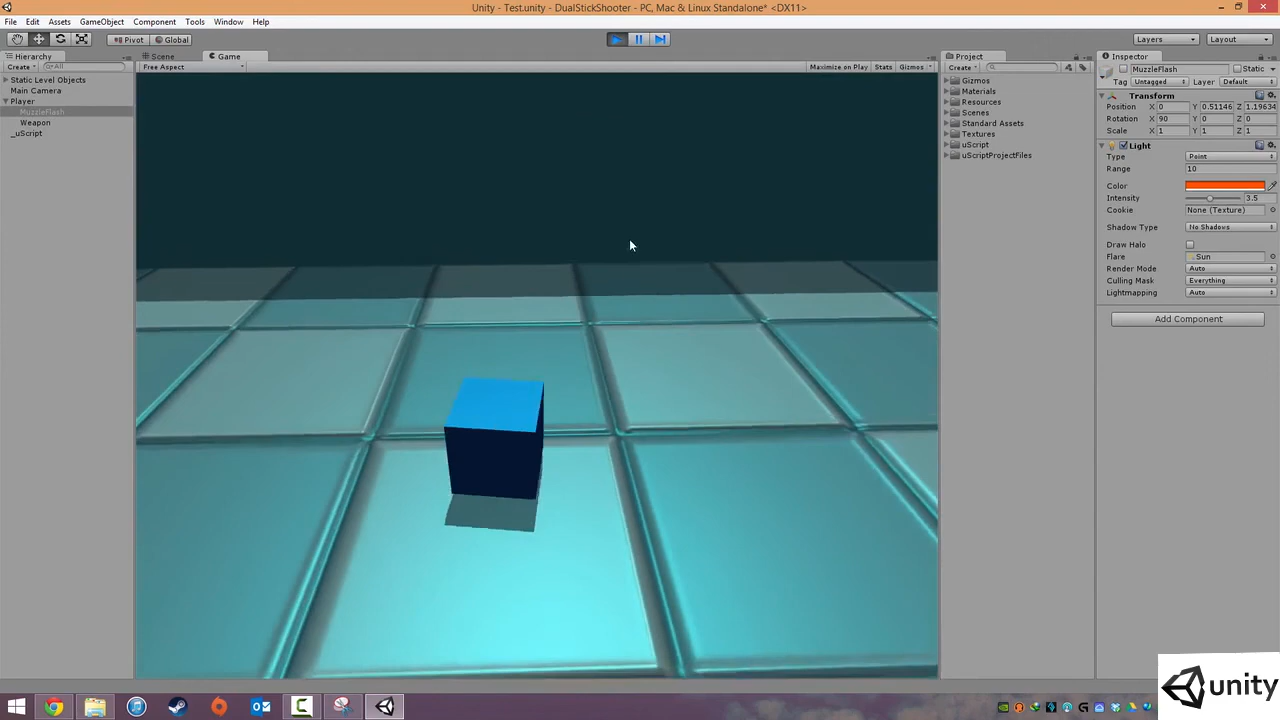 Unity - Test.unity - DualStickShooter - PC, Mac & Linux Standalone* <DX11>
File Edit Assets GameObject Component Tools Window Help
Pivot Global Layers Layout
Hierarchy Scene Game Project Inspector
Create All Free Aspect Maximize on Play Stats Gizmos Create MuzzleFlash Static
Static Level Objects
Main Camera
Player
MuzzleFlash
Weapon
_uScript
Gizmos
Materials
Resources
Scenes
Standard Assets
Textures
uScript
uScriptProjectFiles
Tag Untagged Layer Default
Transform
Position X 0 Y 0.51146 Z 1.19634
Rotation X 90 Y 0 Z 0
Scale X 1 Y 1 Z 1
Light
Type Point
Range 10
Color
Intensity 3.5
Cookie None (Texture)
Shadow Type No Shadows
Draw Halo
Flare Sun
Render Mode Auto
Culling Mask Everything
Lightmapping Auto
Add Component
unity